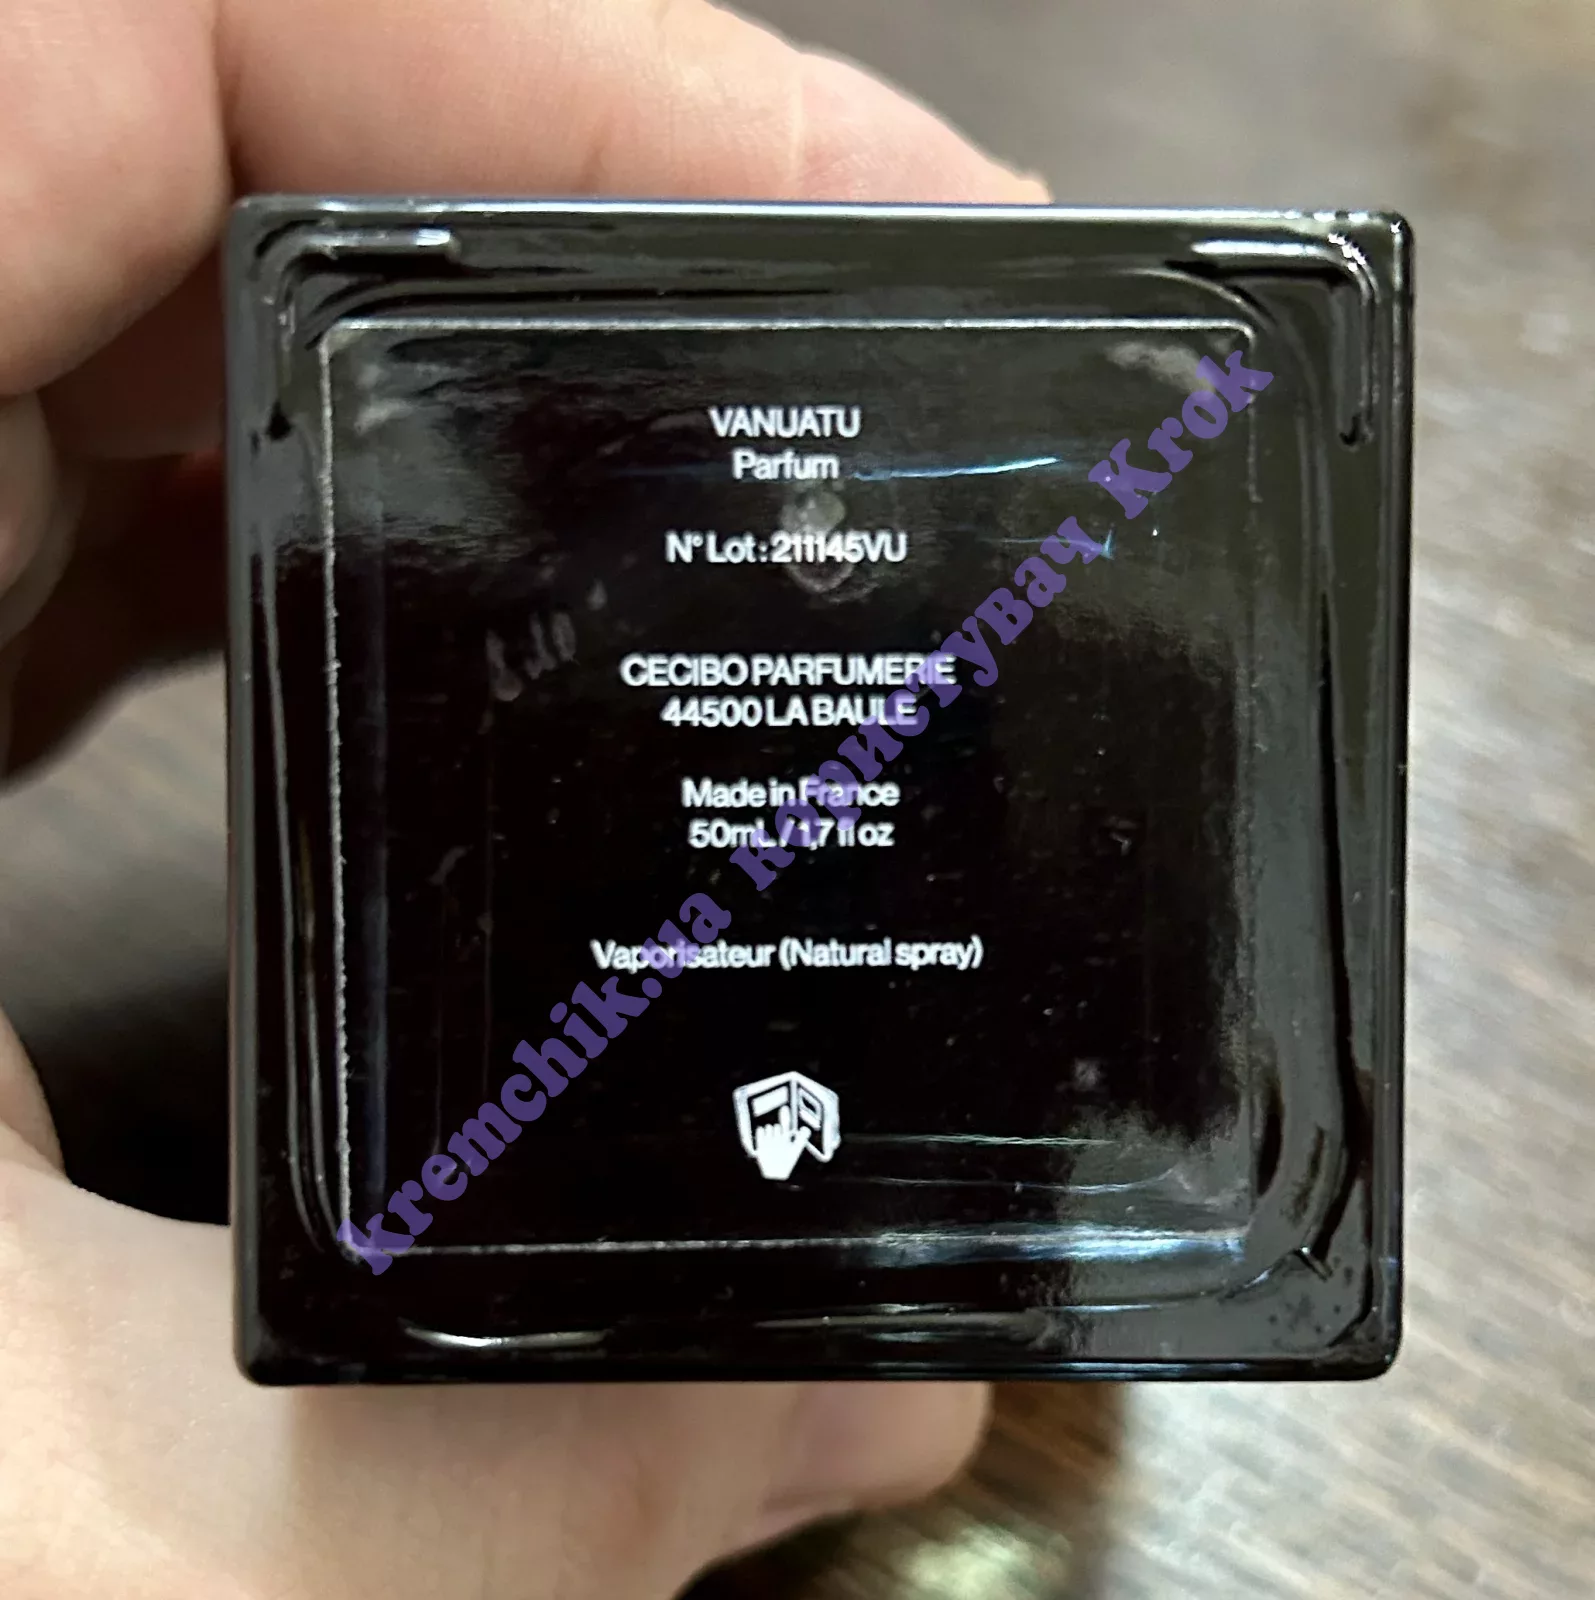 VANUATU
Parfum
N° Lot : 211145VU
CECIBO PARFUMERIE
44500 LA BAULE
Made in France
50mL / 1,7 fl oz
Vaporisateur (Natural spray)
kremchik.ua користувач Krok